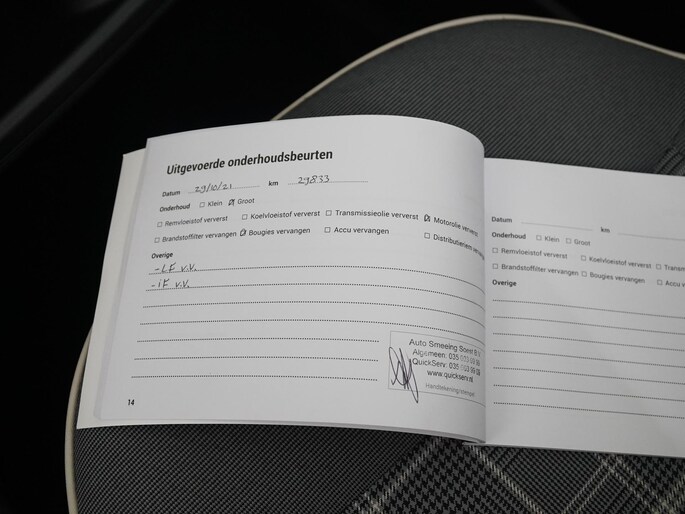 Uitgevoerde onderhoudsbeurten
Datum 29/10/21 km 29833
Onderhoud ☐ Klein ☒ Groot
☐ Remvloeistof ververst ☐ Koelvloeistof ververst ☐ Transmissieolie ververst ☒ Motorolie ververst
☐ Brandstoffilter vervangen ☒ Bougies vervangen ☐ Accu vervangen ☐ Distributieriem
Overige
- LF v.v.
- IF v.v.
Auto Smeeing Soest B.V.
Algemeen: 035
QuickServ: 035
www.quickserv.nl
Handtekening/stempel
14
Datum km
Onderhoud ☐ Klein ☐ Groot
☐ Remvloeistof ververst ☐ Koelvloeistof ververst ☐ Transm
☐ Brandstoffilter vervangen ☐ Bougies vervangen ☐ Accu v
Overige